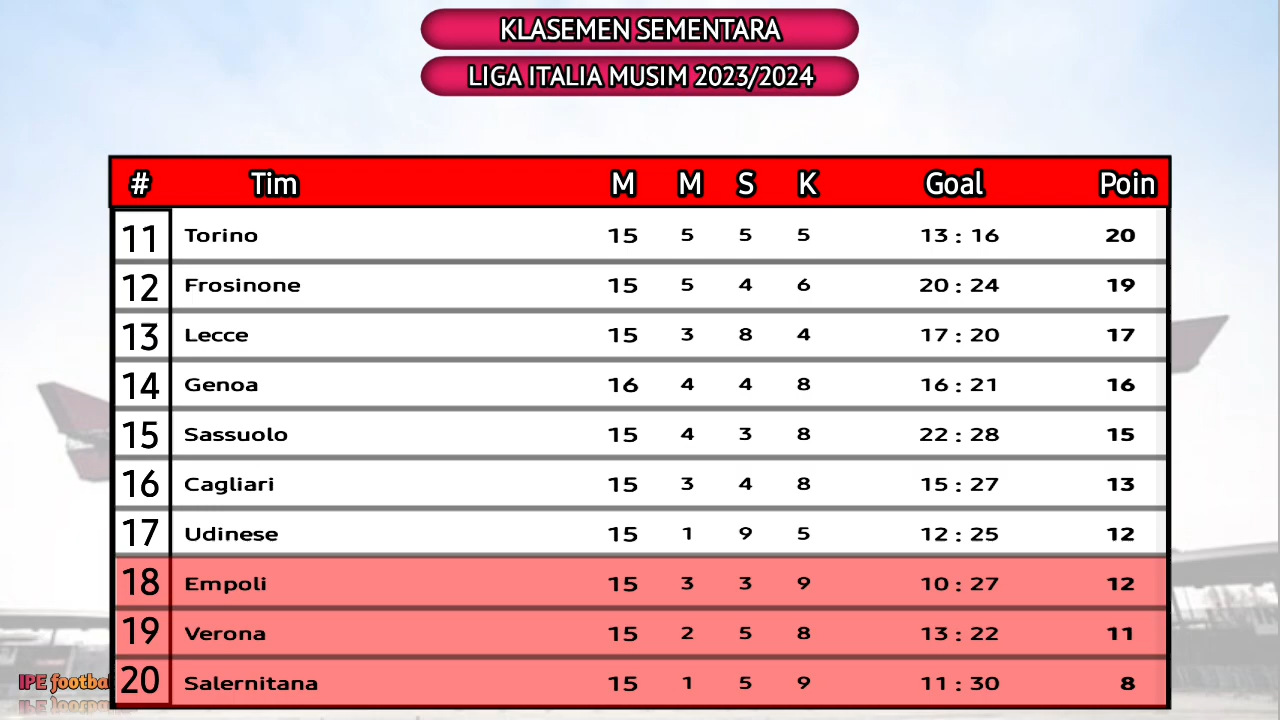 KLASEMEN SEMENTARA
LIGA ITALIA MUSIM 2023/2024
# Tim M M S K Goal Poin
11 Torino 15 5 5 5 13 : 16 20
12 Frosinone 15 5 4 6 20 : 24 19
13 Lecce 15 3 8 4 17 : 20 17
14 Genoa 16 4 4 8 16 : 21 16
15 Sassuolo 15 4 3 8 22 : 28 15
16 Cagliari 15 3 4 8 15 : 27 13
17 Udinese 15 1 9 5 12 : 25 12
18 Empoli 15 3 3 9 10 : 27 12
19 Verona 15 2 5 8 13 : 22 11
20 Salernitana 15 1 5 9 11 : 30 8
IPE footbal